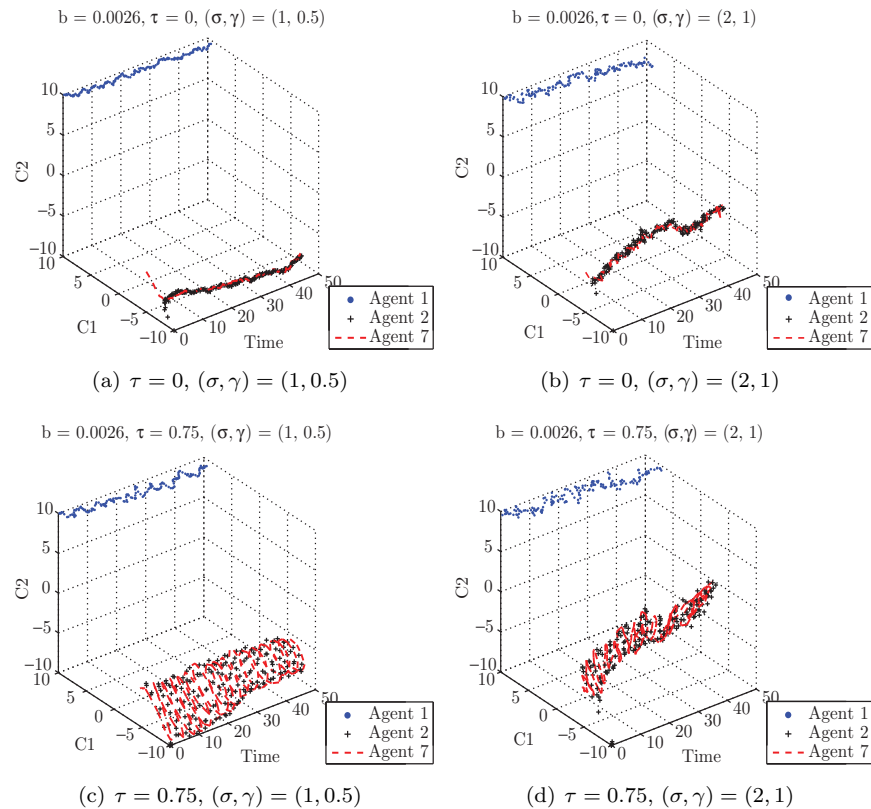 b = 0.0026, τ = 0, (σ, γ) = (1, 0.5)
10
5
0
−5
−10
C2
10
5
0
−5
−10
C1
0
10
20
30
40
50
Time
Agent 1
Agent 2
Agent 7
(a) τ = 0, (σ, γ) = (1, 0.5)
b = 0.0026, τ = 0, (σ, γ) = (2, 1)
10
5
0
−5
−10
C2
10
5
0
−5
−10
C1
0
10
20
30
40
50
Time
Agent 1
Agent 2
Agent 7
(b) τ = 0, (σ, γ) = (2, 1)
b = 0.0026, τ = 0.75, (σ, γ) = (1, 0.5)
10
5
0
−5
−10
C2
10
5
0
−5
−10
C1
0
10
20
30
40
50
Time
Agent 1
Agent 2
Agent 7
(c) τ = 0.75, (σ, γ) = (1, 0.5)
b = 0.0026, τ = 0.75, (σ,γ) = (2, 1)
10
5
0
−5
−10
C2
10
5
0
−5
−10
C1
0
10
20
30
40
50
Time
Agent 1
Agent 2
Agent 7
(d) τ = 0.75, (σ, γ) = (2, 1)